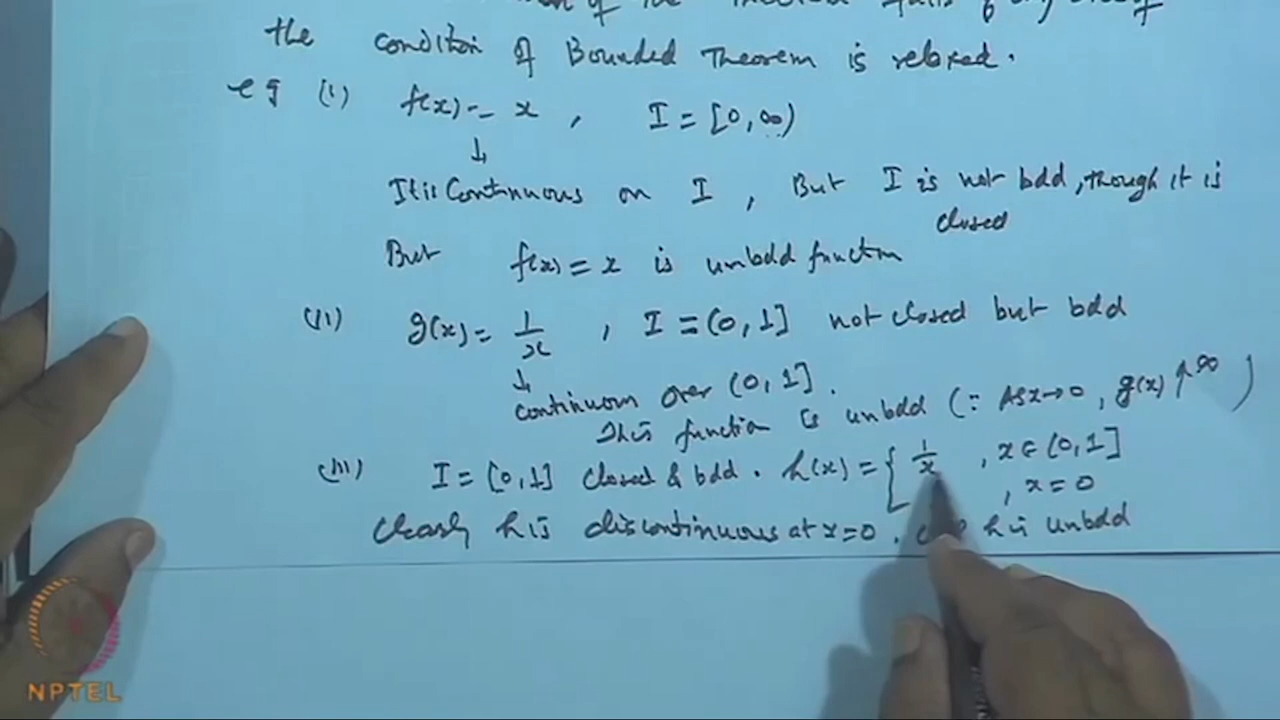 of the
the condition of Bounded Theorem is relaxed.
eg (i) f(x) = x , I = [0,∞)
↓
It is Continuous on I , But I is not bdd, though it is
closed
But f(x) = x is unbdd function
(ii) g(x) = 1/x , I = (0,1] not closed but bdd
↓
continuous over (0,1].
This function is unbdd (∵ As x→0, g(x) ↑∞ )
(iii) I = [0,1] closed & bdd. h(x) = { 1/x , x ∈ (0,1]
, x = 0
Clearly h is discontinuous at x=0. h is unbdd
NPTEL